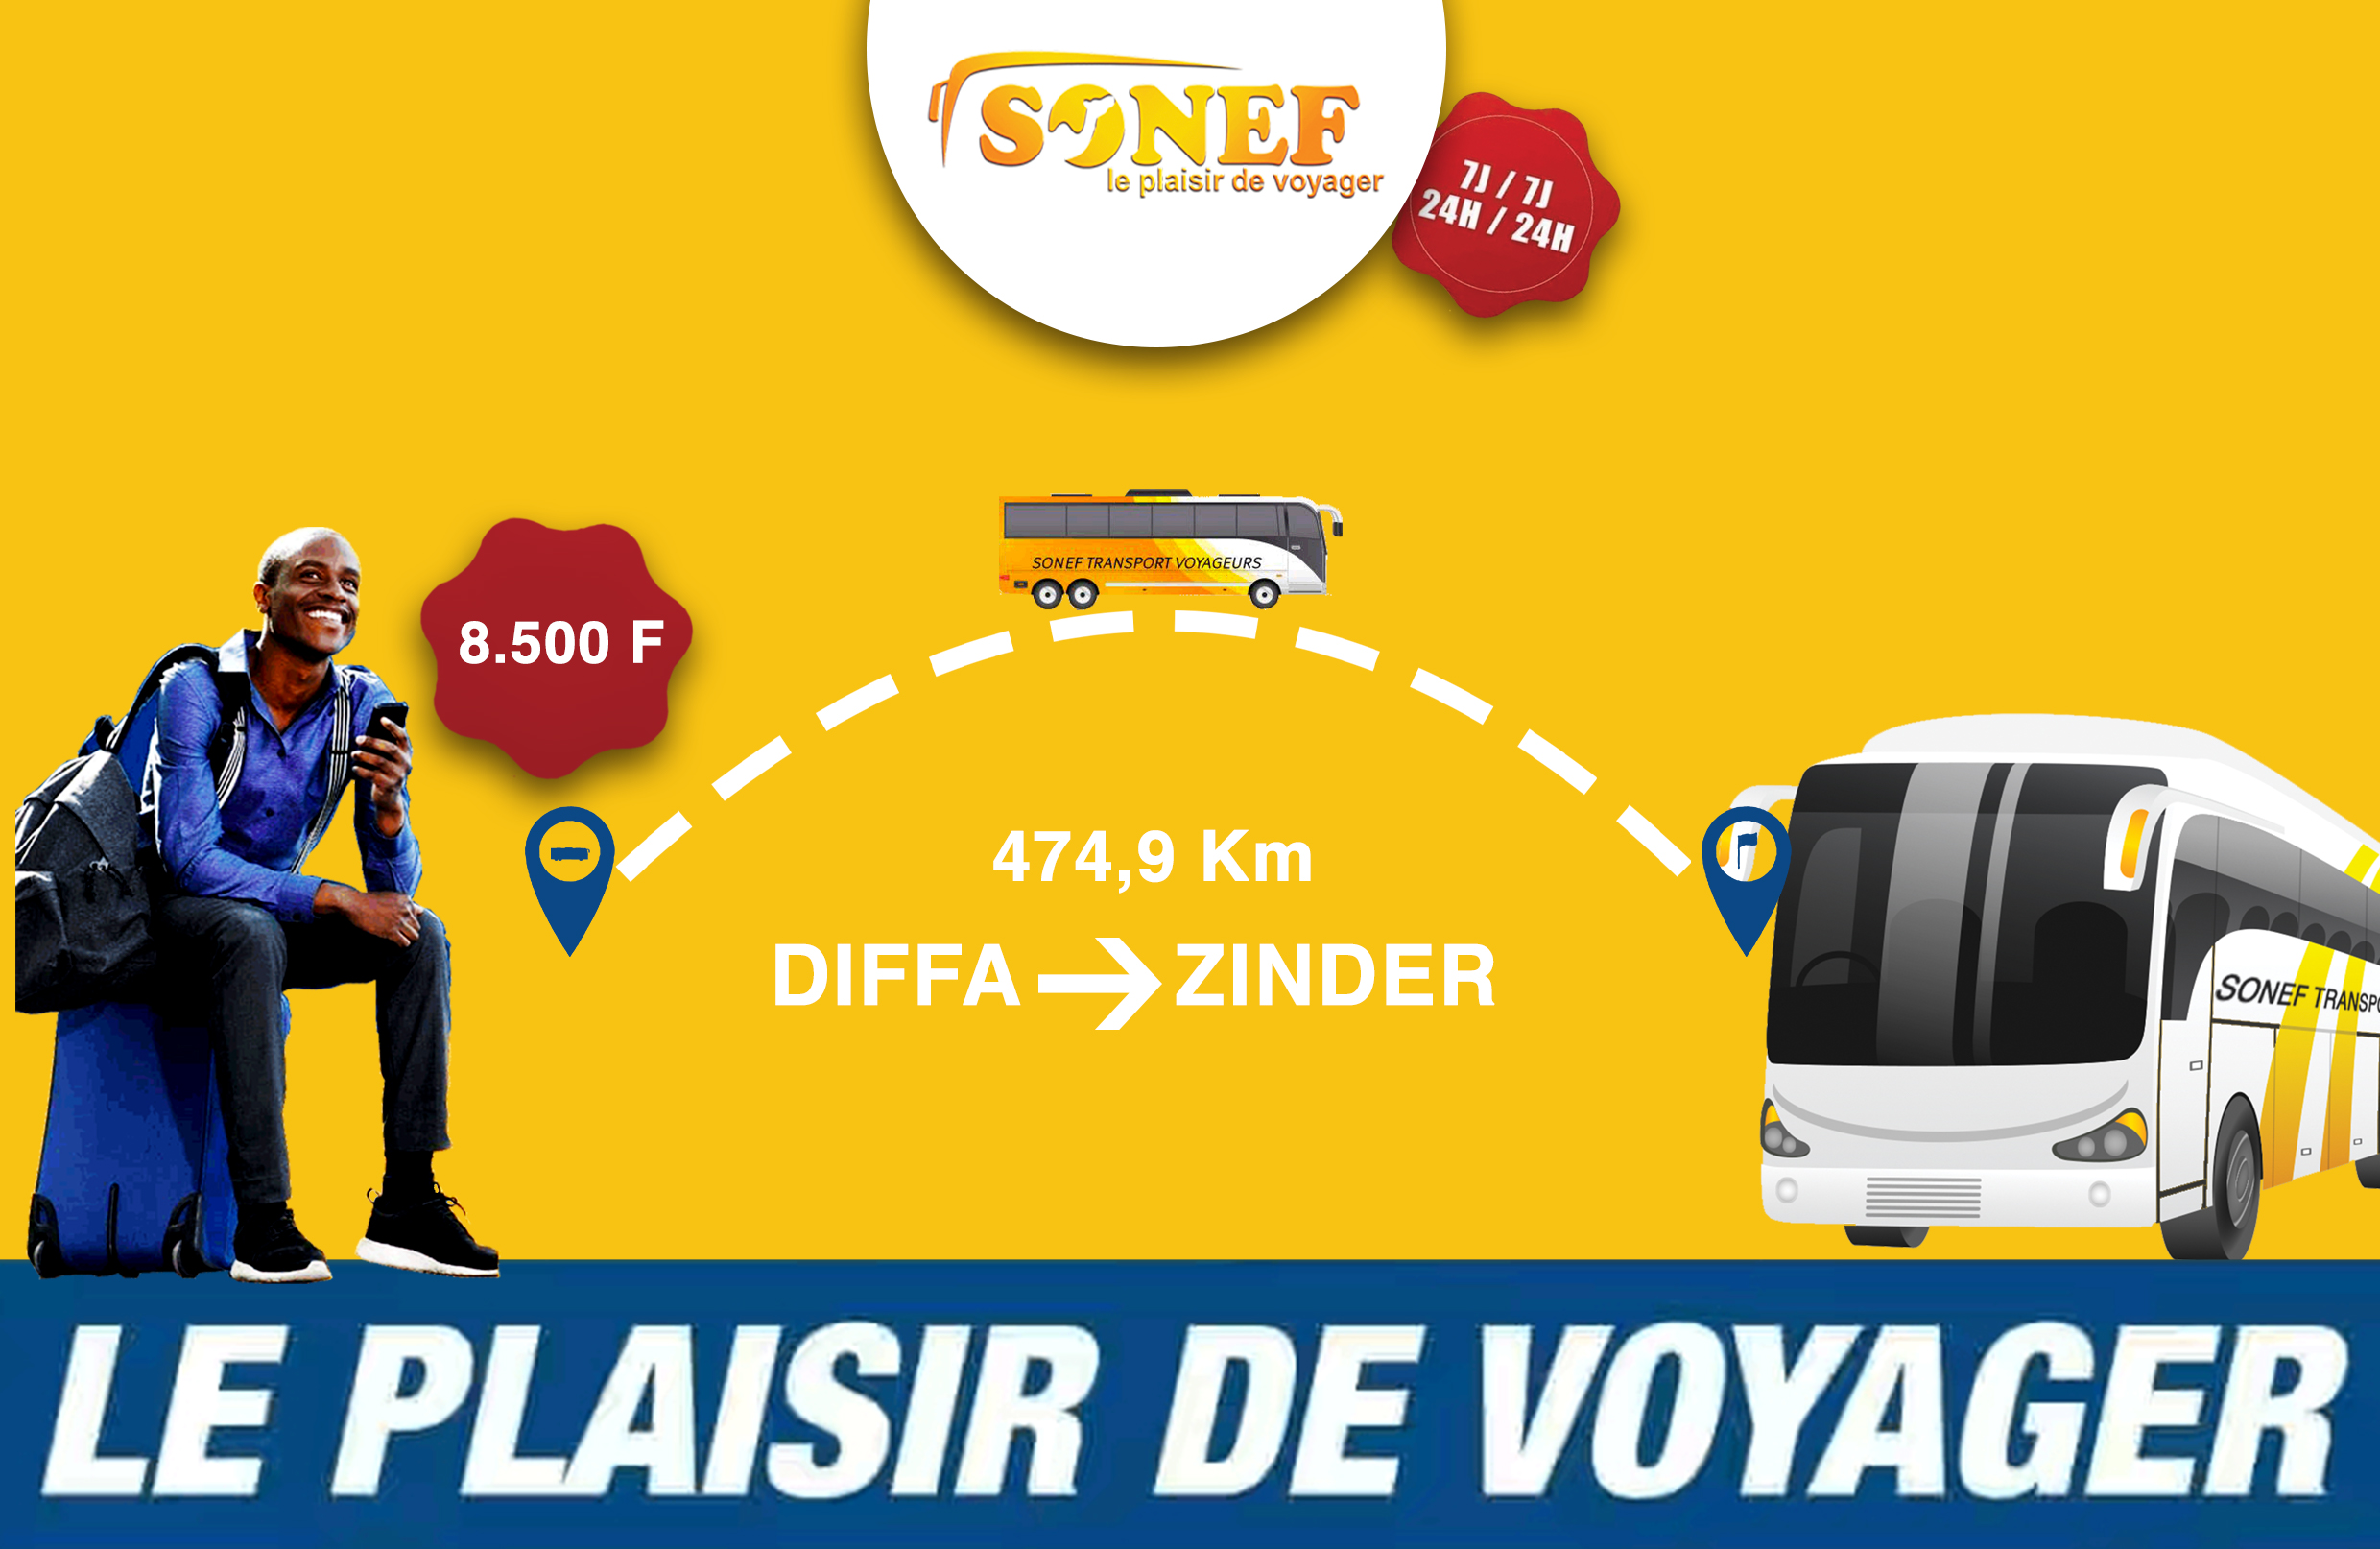 SONEF
le plaisir de voyager
7J / 7J
24H / 24H
SONEF TRANSPORT VOYAGEURS
8.500 F
474,9 Km
DIFFA → ZINDER
SONEF TRANSPO
LE PLAISIR DE VOYAGER